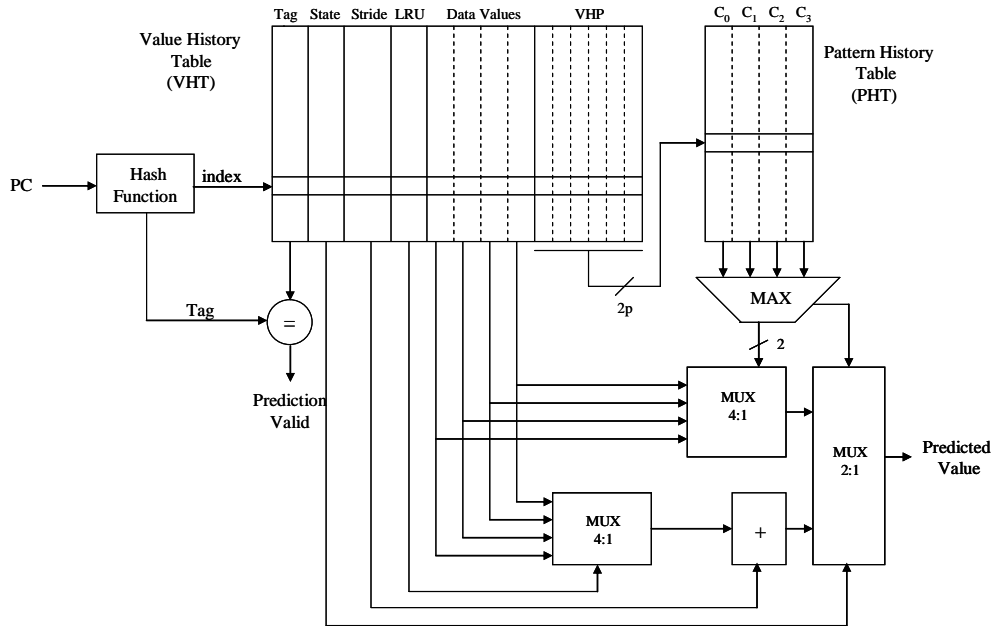 Tag State Stride LRU Data Values VHP
C0 C1 C2 C3
Value History
Table
(VHT)
Pattern History
Table
(PHT)
PC
Hash
Function
index
Tag
=
2p
MAX
2
Prediction
Valid
MUX
4:1
MUX
2:1
Predicted
Value
MUX
4:1
+